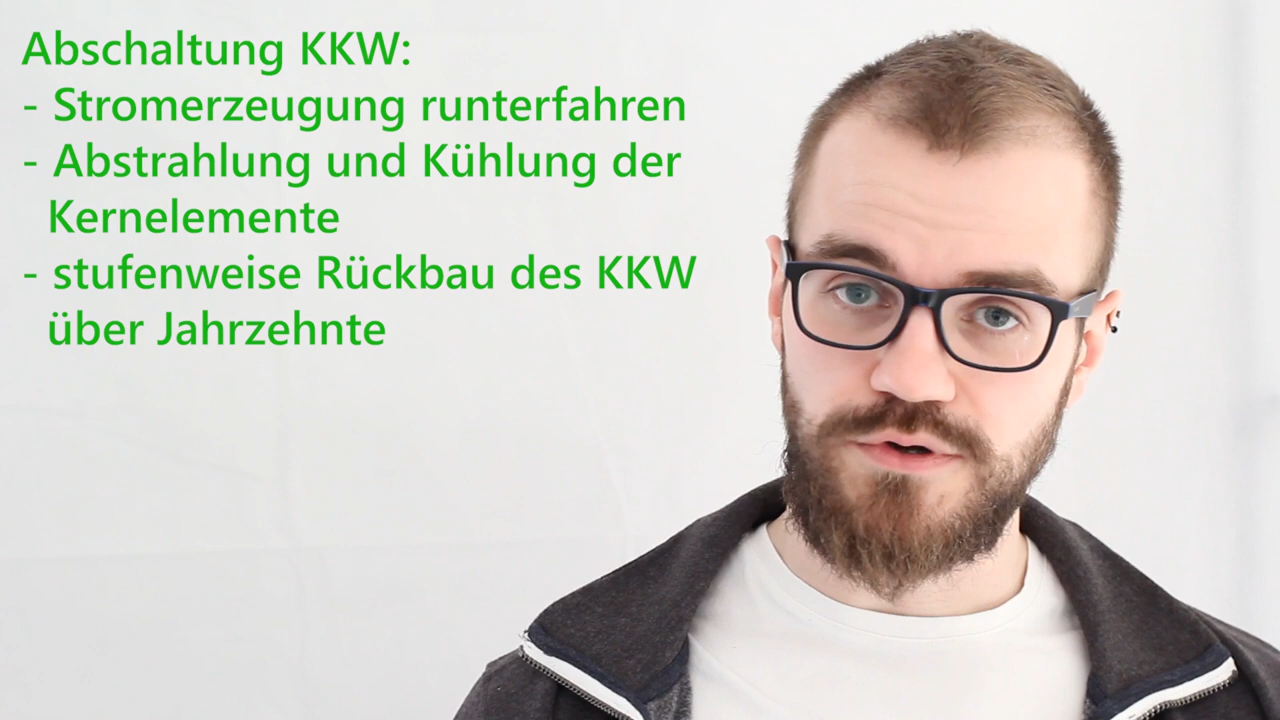 Abschaltung KKW:
- Stromerzeugung runterfahren
- Abstrahlung und Kühlung der
Kernelemente
- stufenweise Rückbau des KKW
über Jahrzehnte